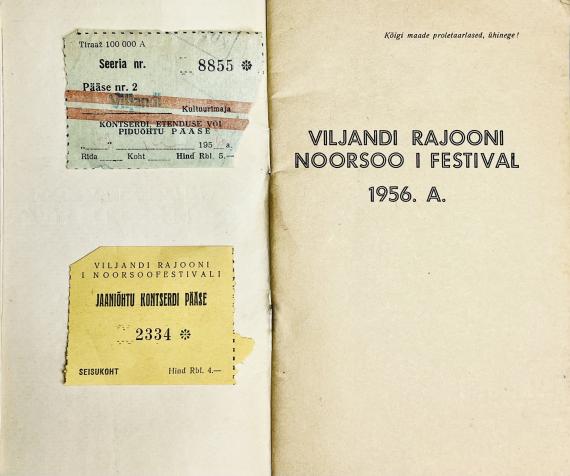 Tiraaž 100 000 A
Seeria nr. 8855
Pääse nr. 2
Viljandi
Kultuurimaja
KONTSERDI, ETENDUSE VÕI
PIDUÕHTU PÄÄSE
„ “ 195 a.
Rida Koht Hind Rbl. 5.—
VILJANDI RAJOONI
I NOORSOOFESTIVALI
JAANIÕHTU KONTSERDI PÄÄSE
2334
SEISUKOHT Hind Rbl. 4.—
Kõigi maade proletaarlased, ühinege!
VILJANDI RAJOONI
NOORSOO I FESTIVAL
1956. A.